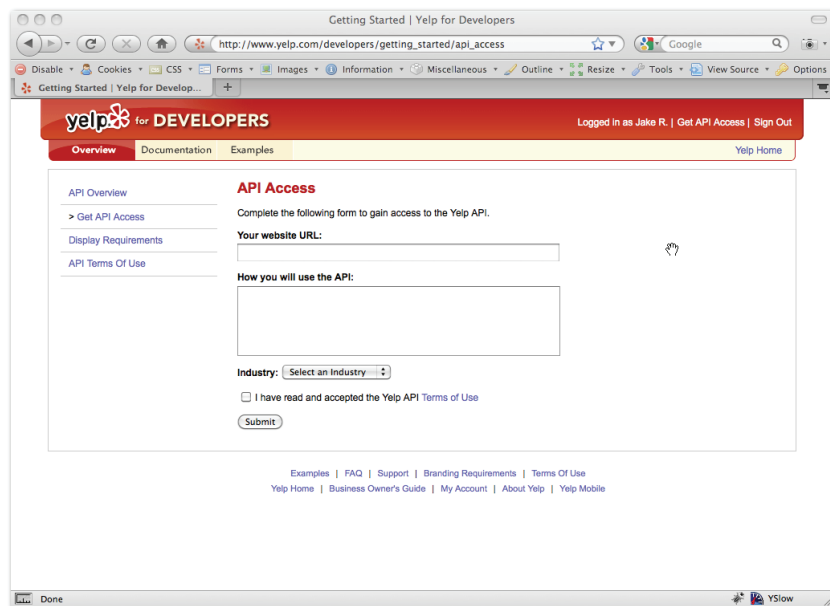 Getting Started | Yelp for Developers
http://www.yelp.com/developers/getting_started/api_access
Google
Disable Cookies CSS Forms Images Information Miscellaneous Outline Resize Tools View Source Options
Getting Started | Yelp for Develop...
yelp for DEVELOPERS
Logged in as Jake R. | Get API Access | Sign Out
Overview Documentation Examples Yelp Home
API Overview
> Get API Access
Display Requirements
API Terms Of Use
API Access
Complete the following form to gain access to the Yelp API.
Your website URL:
How you will use the API:
Industry: Select an Industry
I have read and accepted the Yelp API Terms of Use
Submit
Examples | FAQ | Support | Branding Requirements | Terms Of Use
Yelp Home | Business Owner's Guide | My Account | About Yelp | Yelp Mobile
Done YSlow